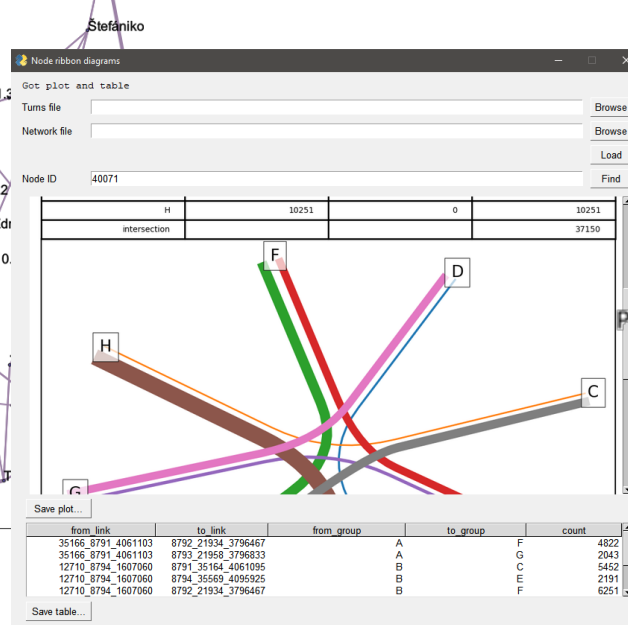 Štefániko
Node ribbon diagrams
Got plot and table
Turns file
Browse
Network file
Browse
Load
Node ID 40071
Find
H 10251 0 10251
intersection 37150
F
D
H
C
G
Save plot...
from_link to_link from_group to_group count
35166_8791_4061103 8792_21934_3796467 A F 4822
35166_8791_4061103 8793_21958_3796833 A G 2043
12710_8794_1607060 8791_35164_4061095 B C 5452
12710_8794_1607060 8794_35569_4095925 B E 2191
12710_8794_1607060 8792_21934_3796467 B F 6251
Save table...